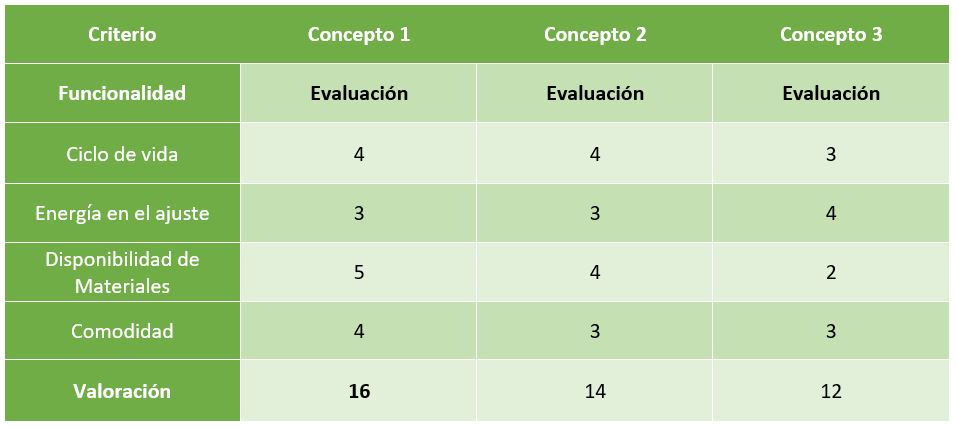 Criterio Concepto 1 Concepto 2 Concepto 3
Funcionalidad Evaluación Evaluación Evaluación
Ciclo de vida 4 4 3
Energía en el ajuste 3 3 4
Disponibilidad de
Materiales 5 4 2
Comodidad 4 3 3
Valoración 16 14 12